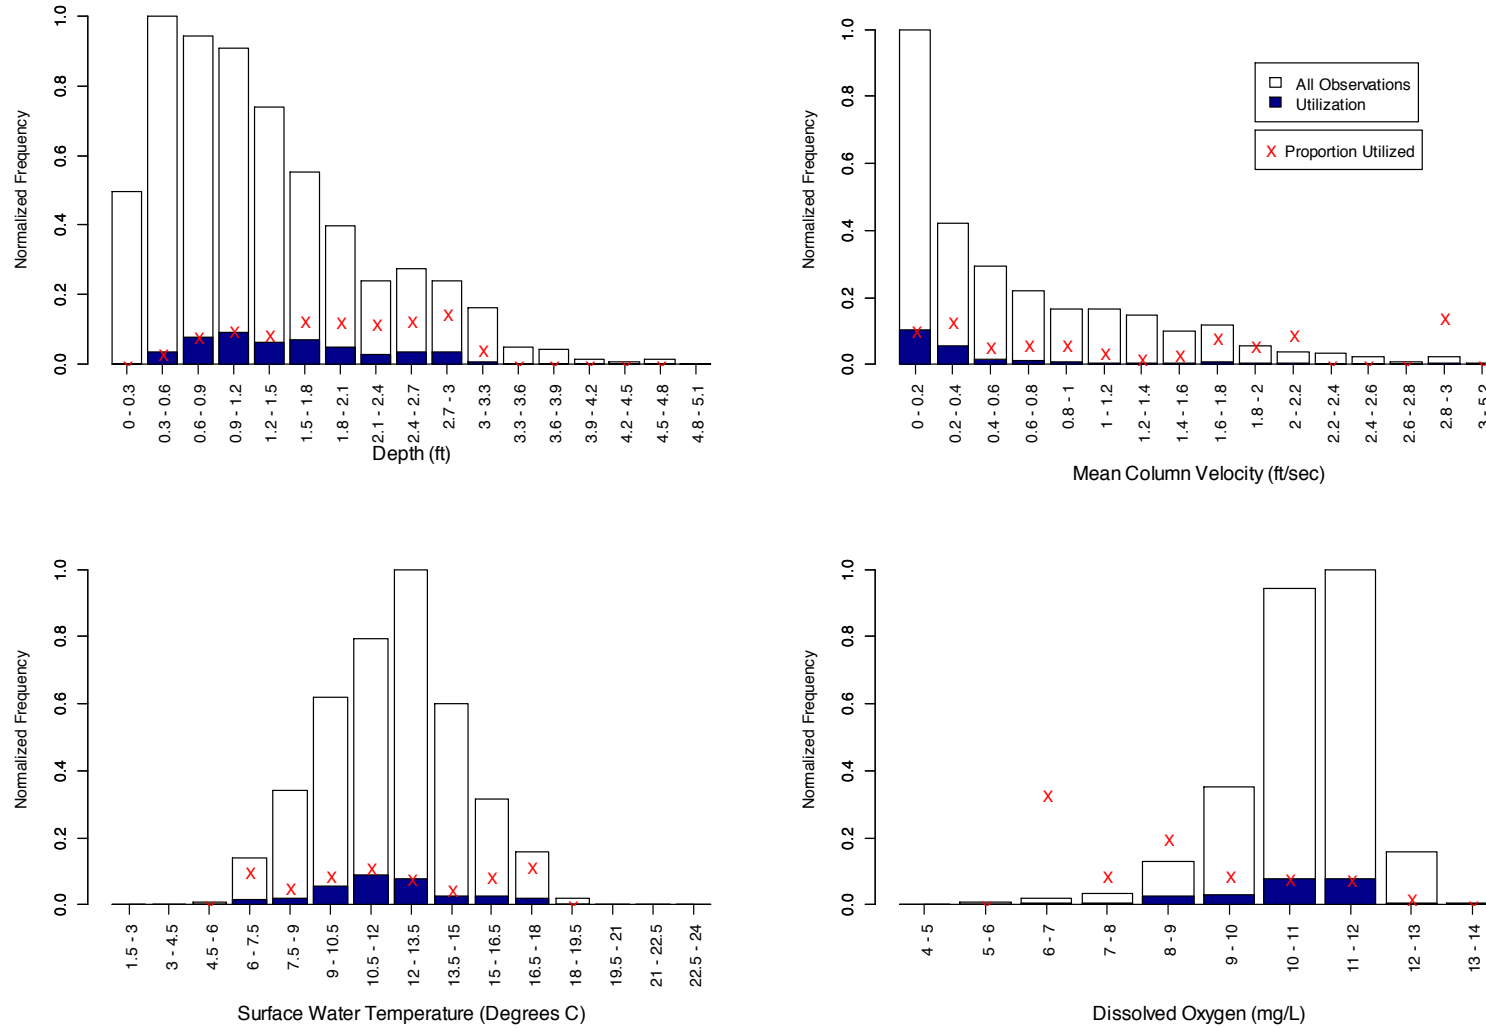 Normalized Frequency
1.0
0.8
0.6
0.4
0.2
0.0
X X X X X X X X X X X X X X X X
0 - 0.3
0.3 - 0.6
0.6 - 0.9
0.9 - 1.2
1.2 - 1.5
1.5 - 1.8
1.8 - 2.1
2.1 - 2.4
2.4 - 2.7
2.7 - 3
3 - 3.3
3.3 - 3.6
3.6 - 3.9
3.9 - 4.2
4.2 - 4.5
4.5 - 4.8
4.8 - 5.1
Depth (ft)
Normalized Frequency
1.0
0.8
0.6
0.4
0.2
0.0
All Observations
Utilization
X Proportion Utilized
0 - 0.2
0.2 - 0.4
0.4 - 0.6
0.6 - 0.8
0.8 - 1
1 - 1.2
1.2 - 1.4
1.4 - 1.6
1.6 - 1.8
1.8 - 2
2 - 2.2
2.2 - 2.4
2.4 - 2.6
2.6 - 2.8
2.8 - 3
3 - 5.2
Mean Column Velocity (ft/sec)
Normalized Frequency
1.0
0.8
0.6
0.4
0.2
0.0
1.5 - 3
3 - 4.5
4.5 - 6
6 - 7.5
7.5 - 9
9 - 10.5
10.5 - 12
12 - 13.5
13.5 - 15
15 - 16.5
16.5 - 18
18 - 19.5
19.5 - 21
21 - 22.5
22.5 - 24
Surface Water Temperature (Degrees C)
Normalized Frequency
1.0
0.8
0.6
0.4
0.2
0.0
4 - 5
5 - 6
6 - 7
7 - 8
8 - 9
9 - 10
10 - 11
11 - 12
12 - 13
13 - 14
Dissolved Oxygen (mg/L)